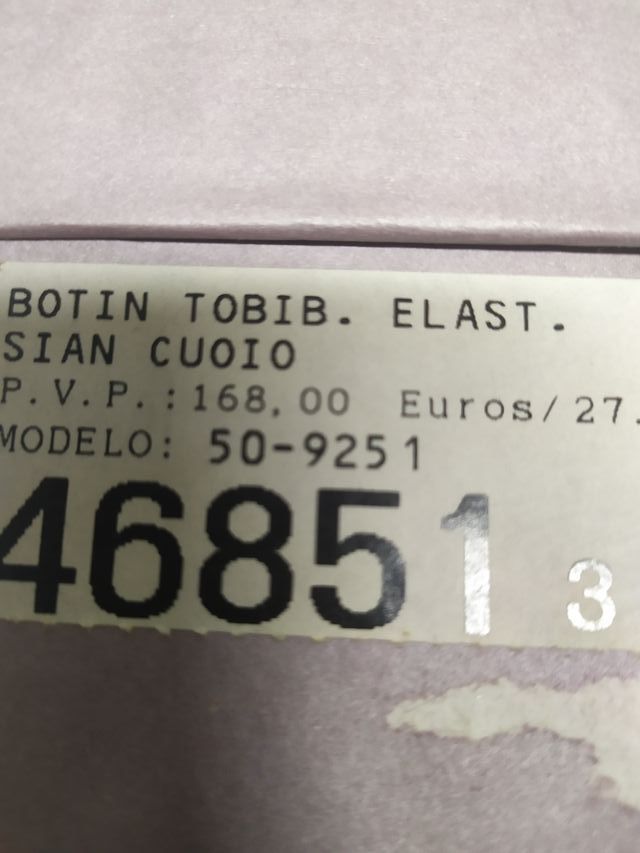 BOTIN TOBIB. ELAST.
SIAN CUOIO
P.V.P.:168,00 Euros/27.
MODELO: 50-9251
46851 3